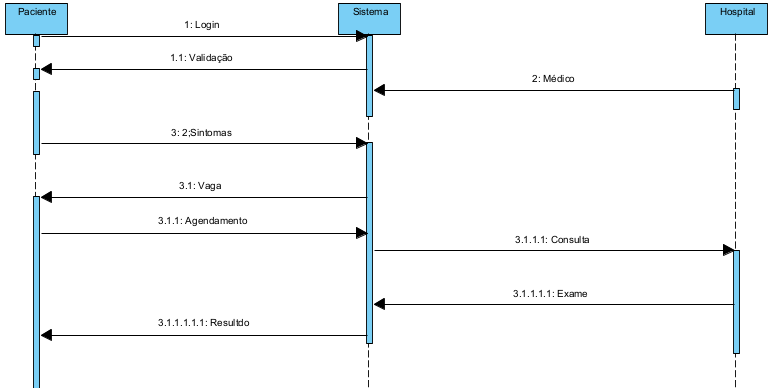 Paciente
Sistema
Hospital
1: Login
1.1: Validação
2: Médico
3: 2;Sintomas
3.1: Vaga
3.1.1: Agendamento
3.1.1.1: Consulta
3.1.1.1.1: Exame
3.1.1.1.1.1: Resultdo